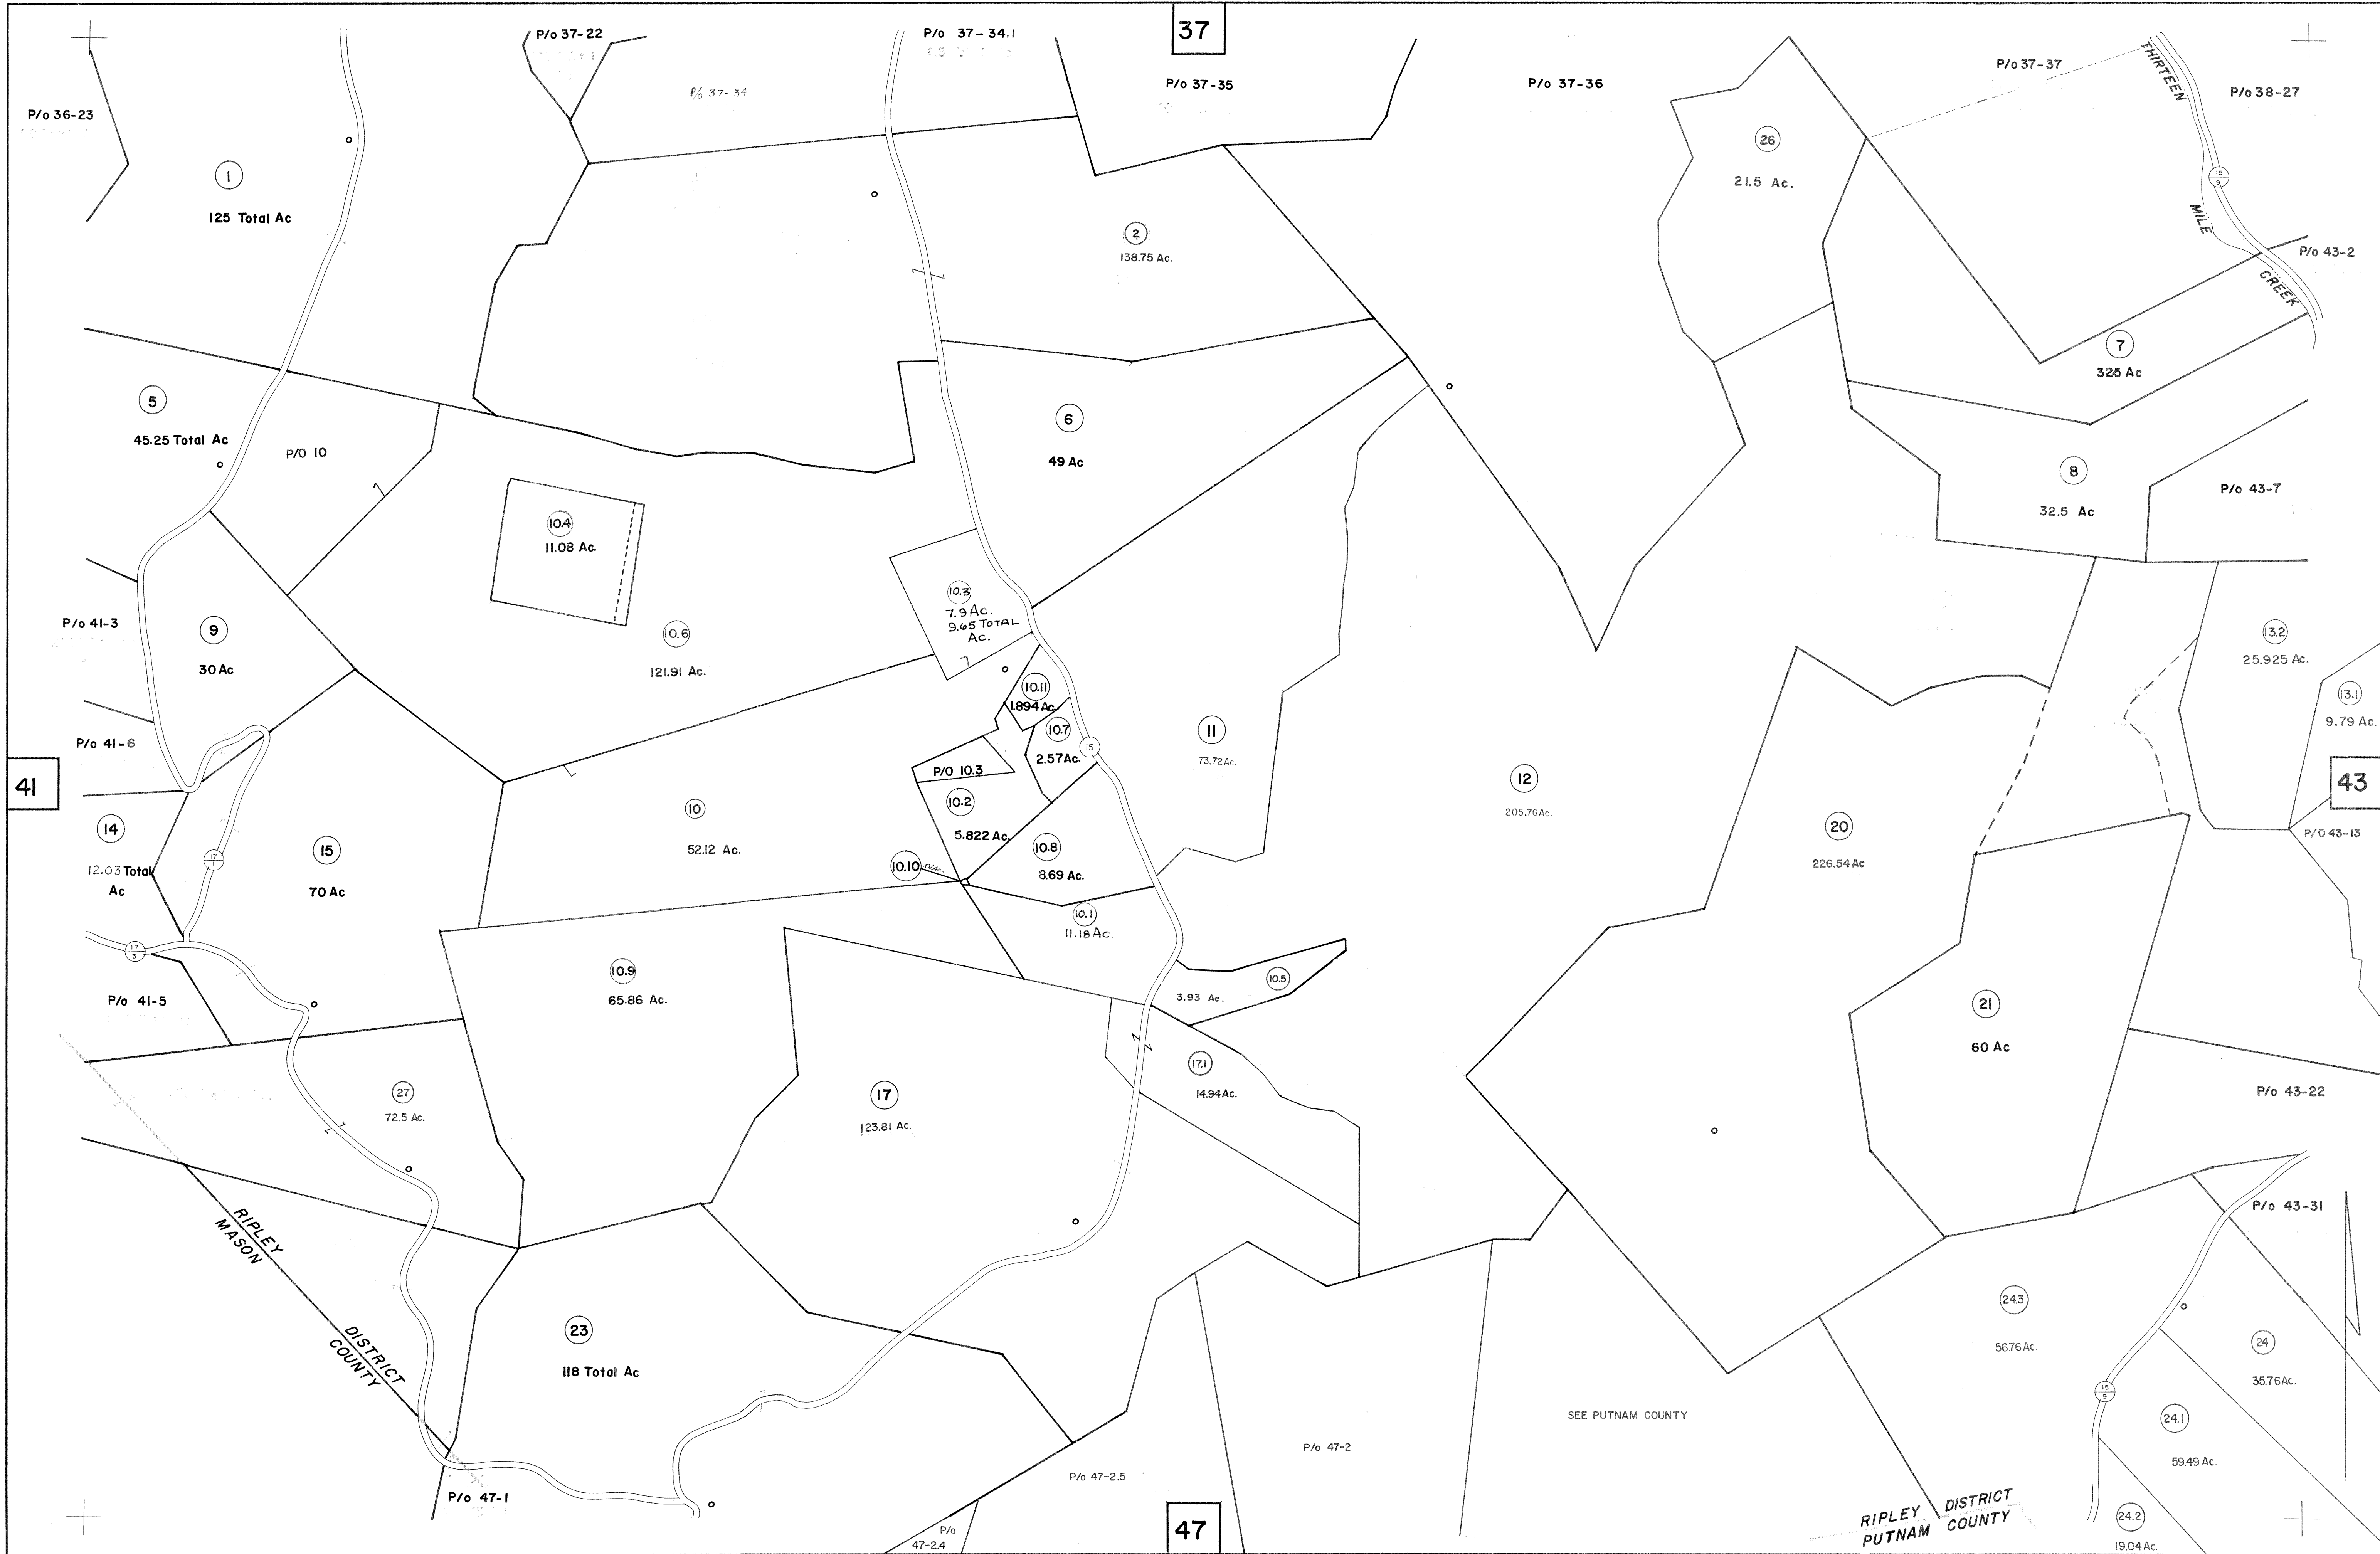 37
P/o 37-22
P/o 37-34.1
P/o 37-34
P/o 37-35
P/o 37-36
P/o 37-37
THIRTEEN
MILE
CREEK
P/o 38-27
P/o 36-23
1
125 Total Ac
26
21.5 Ac.
15
9
2
138.75 Ac.
P/o 43-2
7
325 Ac
5
45.25 Total Ac
P/O 10
6
49 Ac
8
32.5 Ac
P/o 43-7
10.4
11.08 Ac.
10.3
7.9 Ac.
9.65 TOTAL
Ac.
P/o 41-3
9
30 Ac
10.6
121.91 Ac.
13.2
25.925 Ac.
13.1
9.79 Ac.
10.11
1.894 Ac.
10.7
2.57 Ac.
15
11
73.72 Ac.
P/o 41-6
41
P/O 10.3
12
205.76 Ac.
43
14
12.03 Total
Ac
17
1
15
70 Ac
10
52.12 Ac.
10.2
5.822 Ac.
10.8
8.69 Ac.
10.10
20
226.54 Ac
P/O 43-13
10.1
11.18 Ac.
17
3
P/o 41-5
10.9
65.86 Ac.
10.5
3.93 Ac.
21
60 Ac
27
72.5 Ac.
17
123.81 Ac.
17.1
14.94 Ac.
P/o 43-22
P/o 43-31
RIPLEY
MASON
DISTRICT
COUNTY
23
118 Total Ac
24.3
56.76 Ac.
24
35.76 Ac.
15
9
24.1
59.49 Ac.
SEE PUTNAM COUNTY
P/o 47-2
P/o 47-2.5
P/o 47-1
P/o
47-2.4
47
RIPLEY DISTRICT
PUTNAM COUNTY
24.2
19.04 Ac.